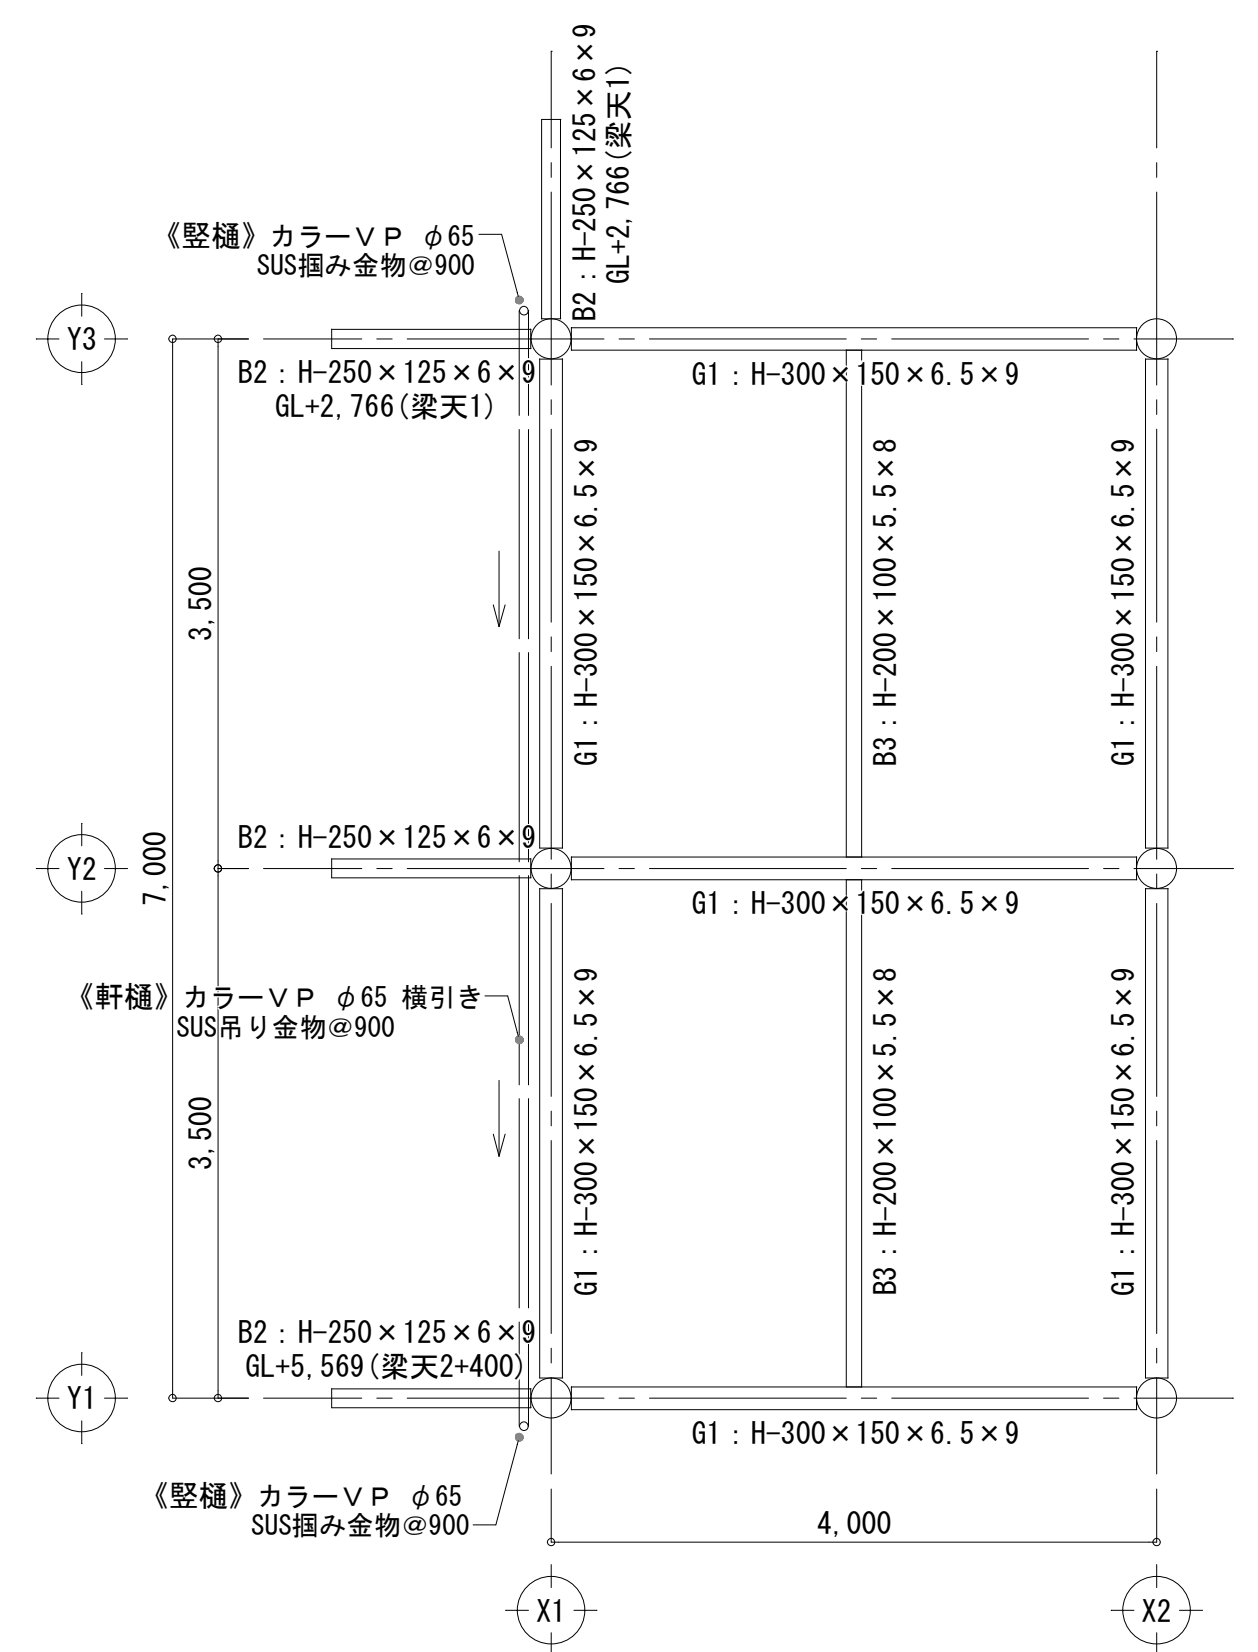 B2：H-250×125×6×9
GL+2,766(梁天1)
《竪樋》カラーＶＰ φ65
SUS掴み金物@900
Y3
B2：H-250×125×6×9
GL+2,766(梁天1)
G1：H-300×150×6.5×9
G1：H-300×150×6.5×9
B3：H-200×100×5.5×8
G1：H-300×150×6.5×9
3,500
7,000
Y2
B2：H-250×125×6×9
G1：H-300×150×6.5×9
《軒樋》カラーＶＰ φ65 横引き
SUS吊り金物@900
G1：H-300×150×6.5×9
B3：H-200×100×5.5×8
G1：H-300×150×6.5×9
3,500
B2：H-250×125×6×9
GL+5,569(梁天2+400)
Y1
G1：H-300×150×6.5×9
《竪樋》カラーＶＰ φ65
SUS掴み金物@900
4,000
X1
X2